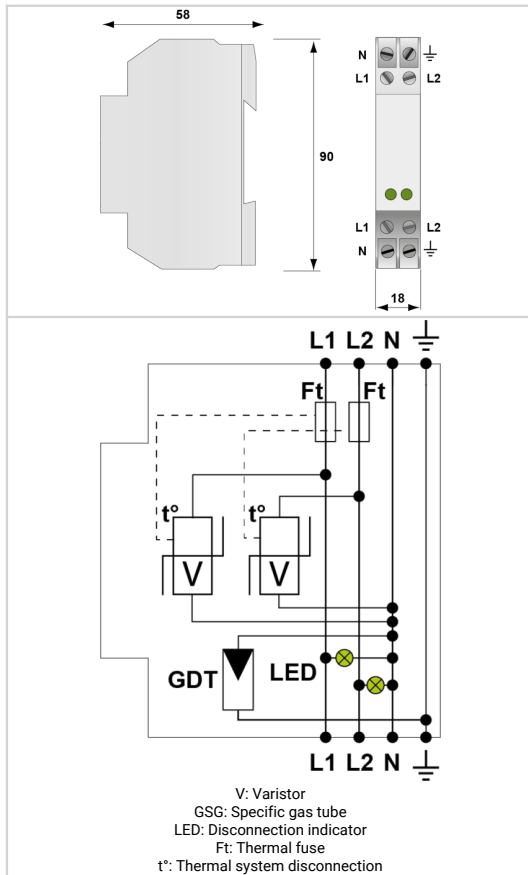 58
N ⏚
L1 L2
90
L1 L2
N ⏚
18
L1 L2 N ⏚
Ft Ft
t° t°
V V
GDT LED
L1 L2 N ⏚
V: Varistor
GSG: Specific gas tube
LED: Disconnection indicator
Ft: Thermal fuse
t°: Thermal system disconnection